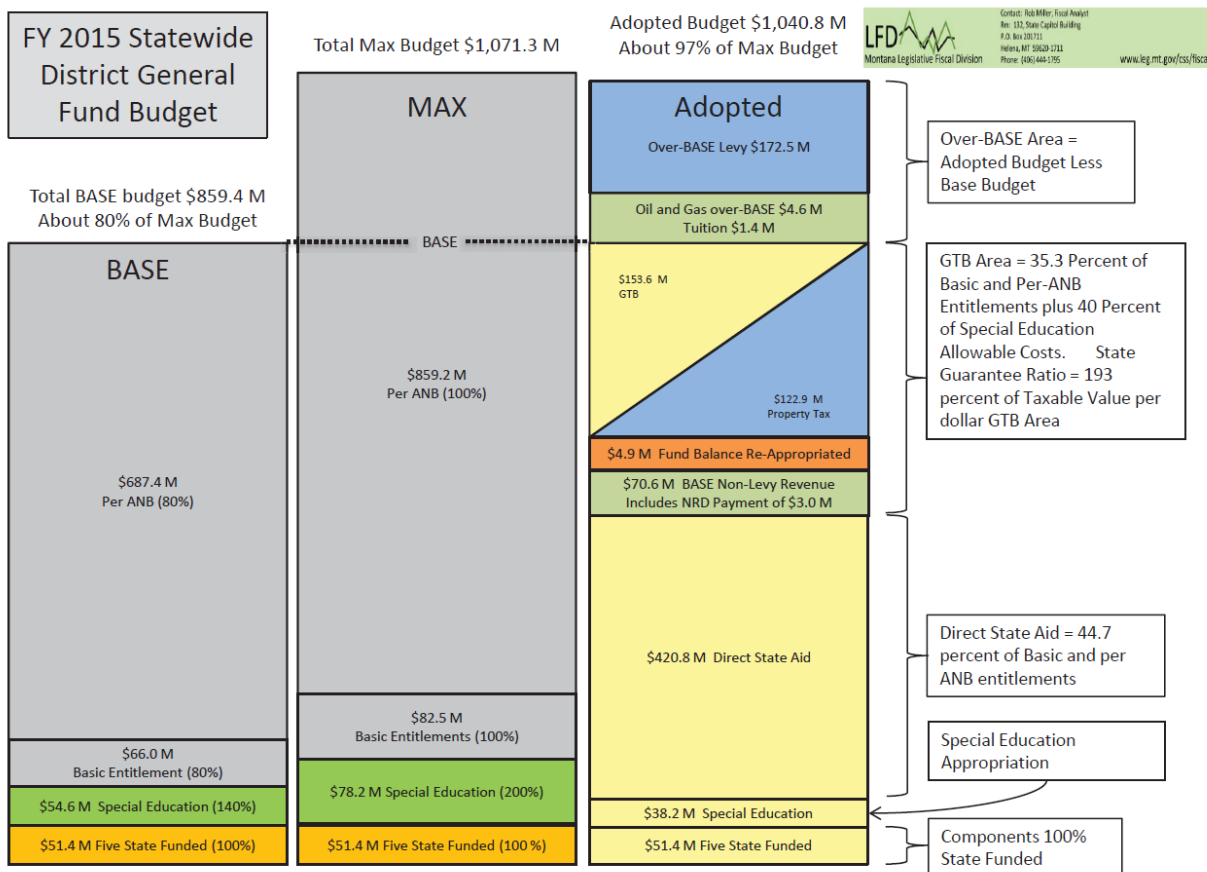 FY 2015 Statewide
District General
Fund Budget
Total Max Budget $1,071.3 M
Adopted Budget $1,040.8 M
About 97% of Max Budget
LFD
Montana Legislative Fiscal Division
Contact: Rob Miller, Fiscal Analyst
Rm: 132, State Capitol Building
P.O. Box 201711
Helena, MT 59620-1711
Phone: (406) 444-1795
www.leg.mt.gov/css/fisca
Total BASE budget $859.4 M
About 80% of Max Budget
BASE
BASE
$687.4 M
Per ANB (80%)
$66.0 M
Basic Entitlement (80%)
$54.6 M Special Education (140%)
$51.4 M Five State Funded (100%)
MAX
$859.2 M
Per ANB (100%)
$82.5 M
Basic Entitlements (100%)
$78.2 M Special Education (200%)
$51.4 M Five State Funded (100 %)
Adopted
Over-BASE Levy $172.5 M
Oil and Gas over-BASE $4.6 M
Tuition $1.4 M
$153.6 M
GTB
$122.9 M
Property Tax
$4.9 M Fund Balance Re-Appropriated
$70.6 M BASE Non-Levy Revenue
Includes NRD Payment of $3.0 M
$420.8 M Direct State Aid
$38.2 M Special Education
$51.4 M Five State Funded
Over-BASE Area =
Adopted Budget Less
Base Budget
GTB Area = 35.3 Percent of
Basic and Per-ANB
Entitlements plus 40 Percent
of Special Education
Allowable Costs. State
Guarantee Ratio = 193
percent of Taxable Value per
dollar GTB Area
Direct State Aid = 44.7
percent of Basic and per
ANB entitlements
Special Education
Appropriation
Components 100%
State Funded